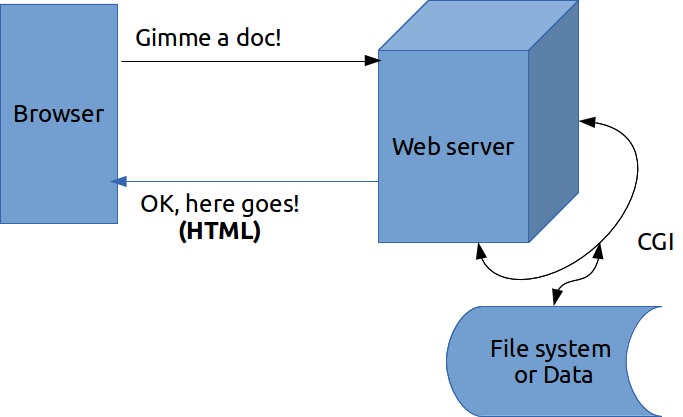 Gimme a doc!
Browser
Web server
OK, here goes!
(HTML)
CGI
File system
or Data